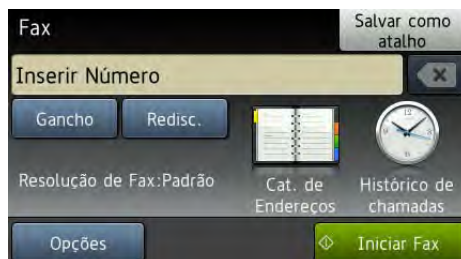 Fax
Salvar como
atalho
Inserir Número
Gancho
Redisc.
Resolução de Fax:Padrão
Cat. de
Endereços
Histórico de
chamadas
Opções
Iniciar Fax